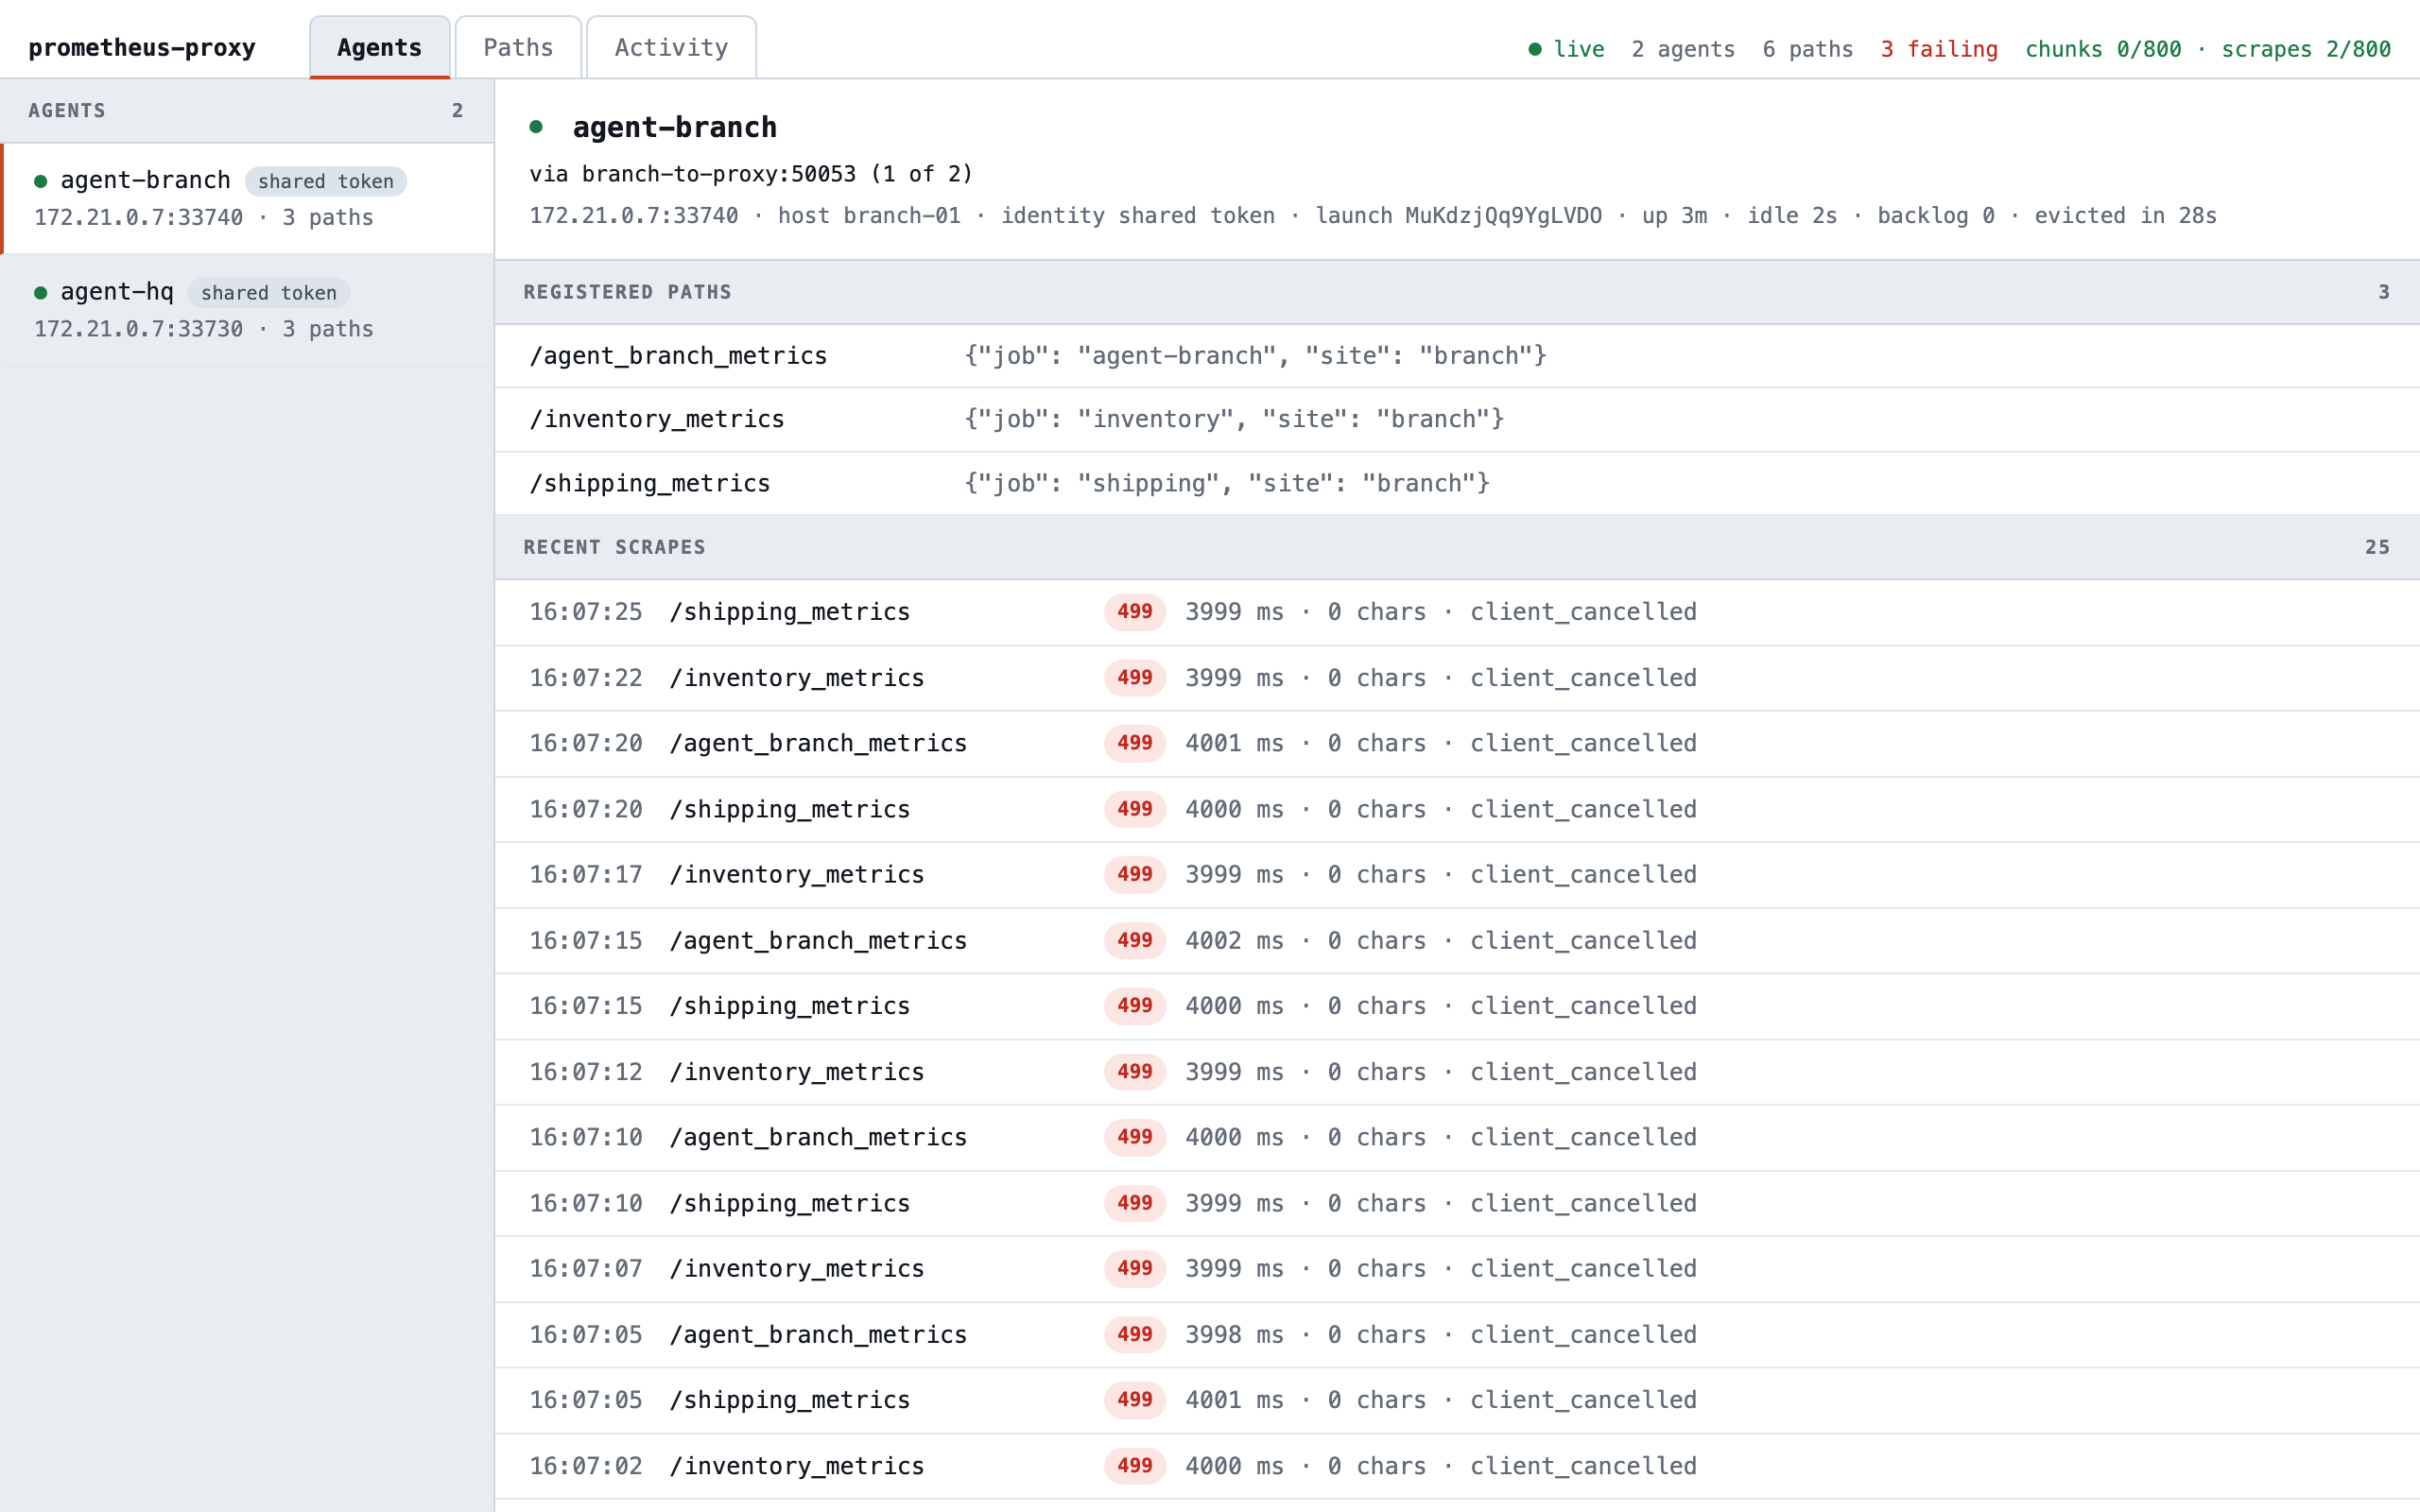 prometheus-proxy Agents Paths Activity live 2 agents 6 paths 3 failing chunks 0/800 · scrapes 2/800
AGENTS 2
agent-branch shared token
172.21.0.7:33740 · 3 paths
agent-hq shared token
172.21.0.7:33730 · 3 paths
agent-branch
via branch-to-proxy:50053 (1 of 2)
172.21.0.7:33740 · host branch-01 · identity shared token · launch MuKdzjQq9YgLVDO · up 3m · idle 2s · backlog 0 · evicted in 28s
REGISTERED PATHS 3
/agent_branch_metrics {"job": "agent-branch", "site": "branch"}
/inventory_metrics {"job": "inventory", "site": "branch"}
/shipping_metrics {"job": "shipping", "site": "branch"}
RECENT SCRAPES 25
16:07:25 /shipping_metrics 499 3999 ms · 0 chars · client_cancelled
16:07:22 /inventory_metrics 499 3999 ms · 0 chars · client_cancelled
16:07:20 /agent_branch_metrics 499 4001 ms · 0 chars · client_cancelled
16:07:20 /shipping_metrics 499 4000 ms · 0 chars · client_cancelled
16:07:17 /inventory_metrics 499 3999 ms · 0 chars · client_cancelled
16:07:15 /agent_branch_metrics 499 4002 ms · 0 chars · client_cancelled
16:07:15 /shipping_metrics 499 4000 ms · 0 chars · client_cancelled
16:07:12 /inventory_metrics 499 3999 ms · 0 chars · client_cancelled
16:07:10 /agent_branch_metrics 499 4000 ms · 0 chars · client_cancelled
16:07:10 /shipping_metrics 499 3999 ms · 0 chars · client_cancelled
16:07:07 /inventory_metrics 499 3999 ms · 0 chars · client_cancelled
16:07:05 /agent_branch_metrics 499 3998 ms · 0 chars · client_cancelled
16:07:05 /shipping_metrics 499 4001 ms · 0 chars · client_cancelled
16:07:02 /inventory_metrics 499 4000 ms · 0 chars · client_cancelled